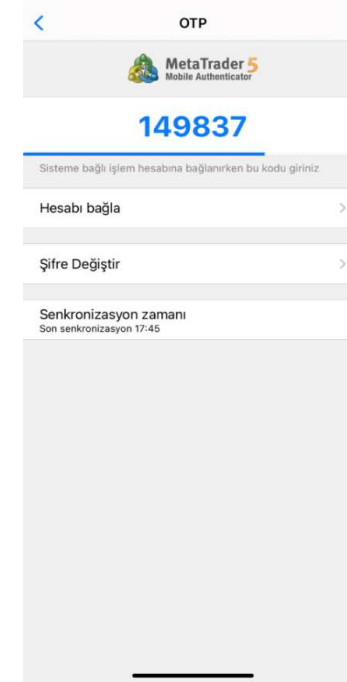 OTP
MetaTrader 5
Mobile Authenticator
149837
Sisteme bağlı işlem hesabına bağlanırken bu kodu giriniz
Hesabı bağla
Şifre Değiştir
Senkronizasyon zamanı
Son senkronizasyon 17:45